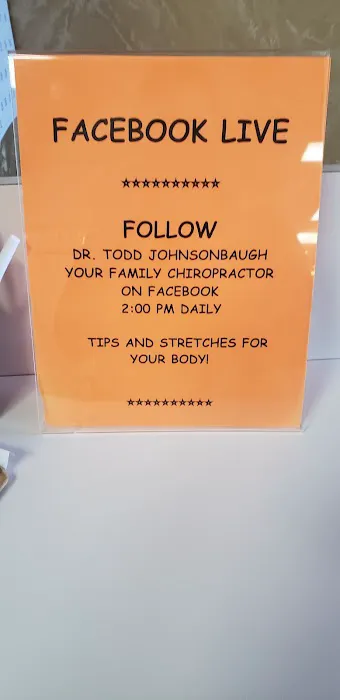 FACEBOOK LIVE
☆☆☆☆☆☆☆☆☆☆
FOLLOW
DR. TODD JOHNSONBAUGH
YOUR FAMILY CHIROPRACTOR
ON FACEBOOK
2:00 PM DAILY
TIPS AND STRETCHES FOR
YOUR BODY!
☆☆☆☆☆☆☆☆☆☆